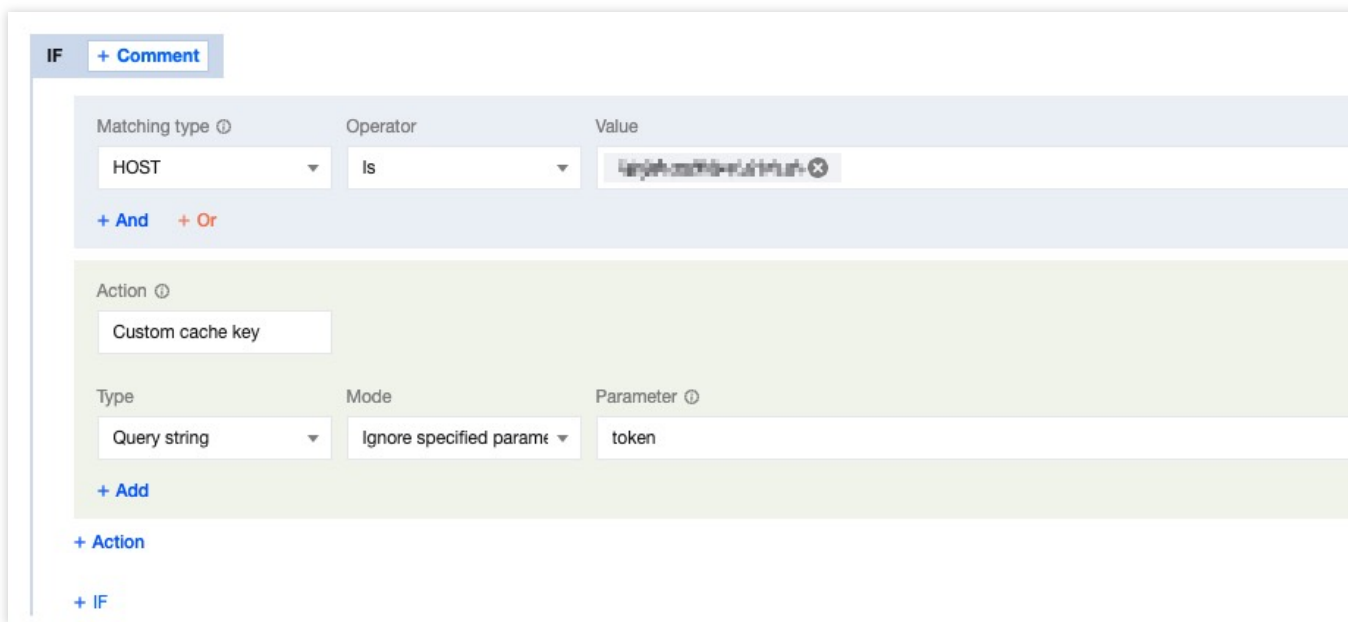 IF + Comment
Matching type Operator Value
HOST Is
+ And + Or
Action
Custom cache key
Type Mode Parameter
Query string Ignore specified parame token
+ Add
+ Action
+ IF